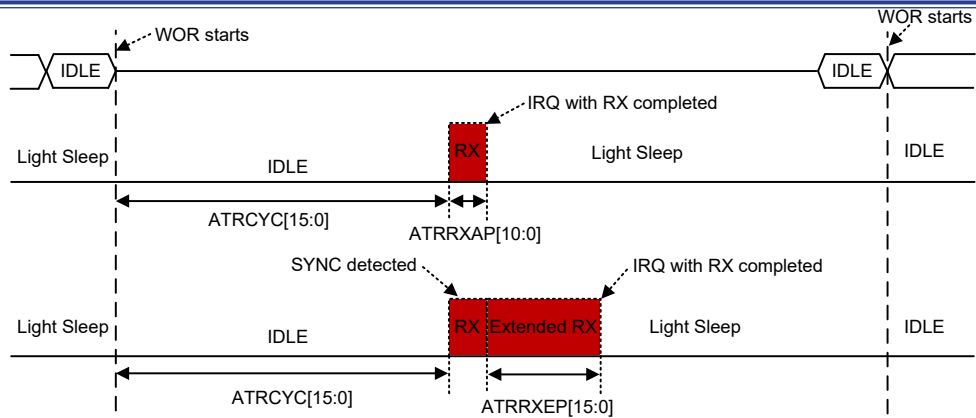 WOR starts
WOR starts
IDLE
IDLE
IRQ with RX completed
Light Sleep
IDLE
RX
Light Sleep
IDLE
ATRCYC[15:0]
ATRRXAP[10:0]
SYNC detected
IRQ with RX completed
Light Sleep
IDLE
RX
Extended RX
Light Sleep
IDLE
ATRCYC[15:0]
ATRRXEP[15:0]